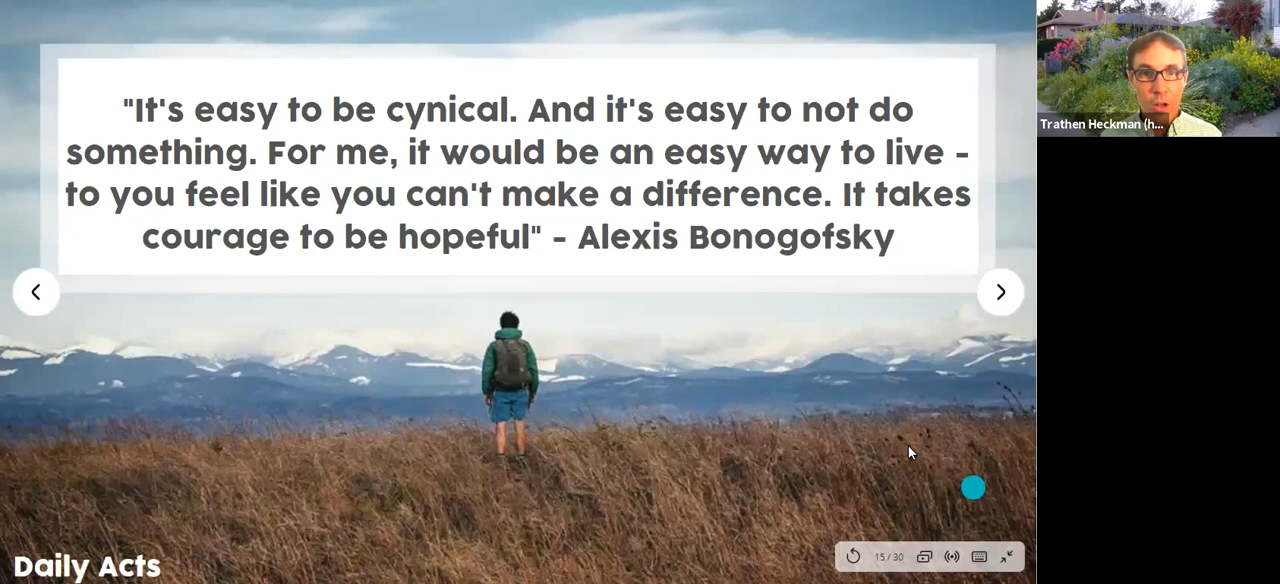 "It's easy to be cynical. And it's easy to not do
something. For me, it would be an easy way to live -
to you feel like you can't make a difference. It takes
courage to be hopeful" - Alexis Bonogofsky
Trathen Heckman (h...
15 / 30
Daily Acts